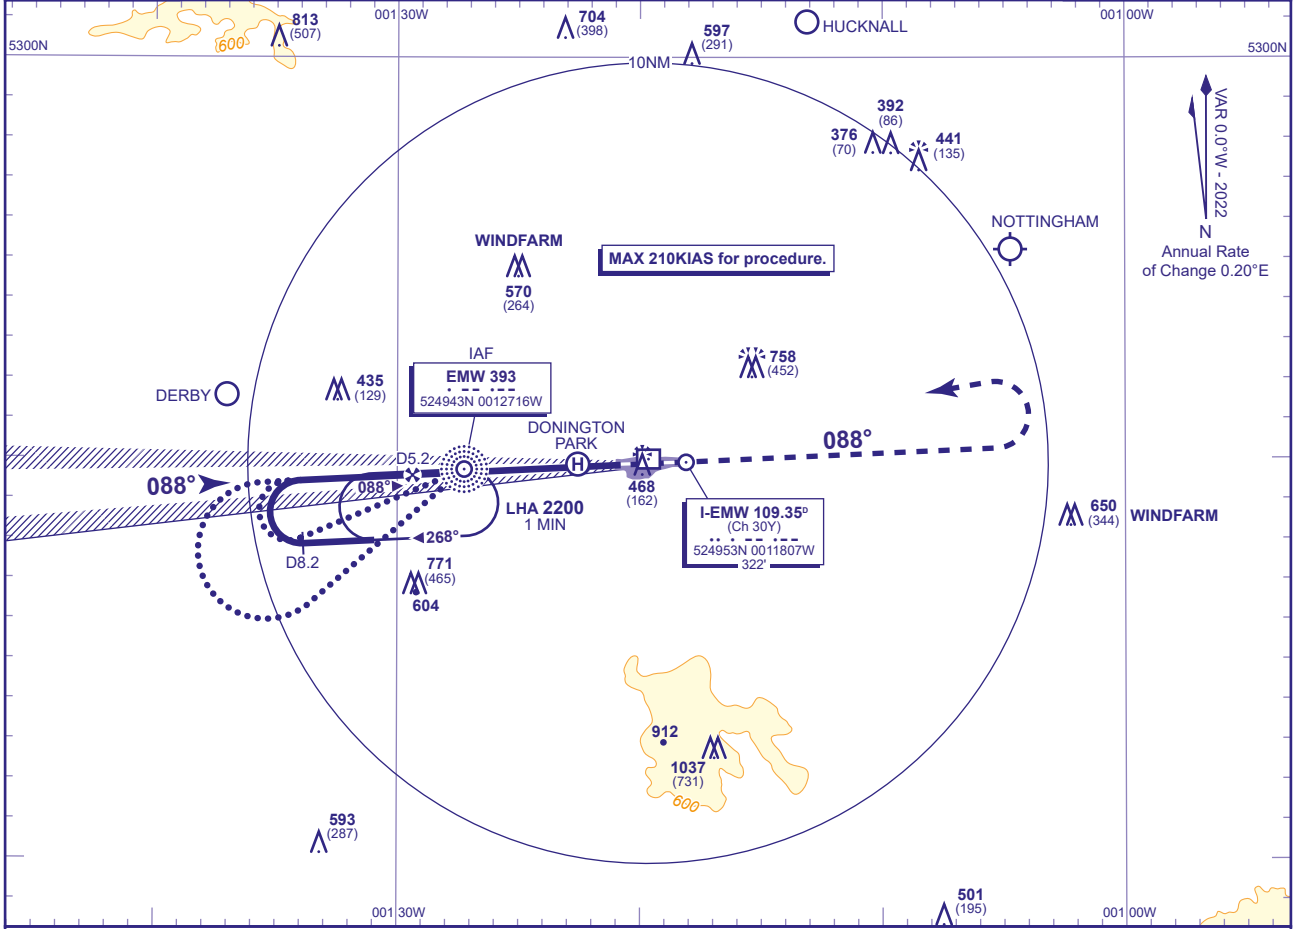 001:30W
001:00W
813
(507)
600
704
(398)
597
(291)
HUCKNALL
5300N
5300N
10NM
VAR 0.0°W - 2022
N
Annual Rate
of Change 0.20°E
392
(86)
376
(70)
441
(135)
NOTTINGHAM
WINDFARM
570
(264)
MAX 210KIAS for procedure.
IAF
EMW 393
524943N 0012716W
758
(452)
DERBY
435
(129)
DONINGTON
PARK
H
088°
D5.2
088°
088°
468
(162)
LHA 2200
1 MIN
268°
D8.2
I-EMW 109.35ᴰ
(Ch 30Y)
524953N 0011807W
322'
650
(344)
WINDFARM
771
(465)
604
912
1037
(731)
600
593
(287)
501
(195)
001:30W
001:00W